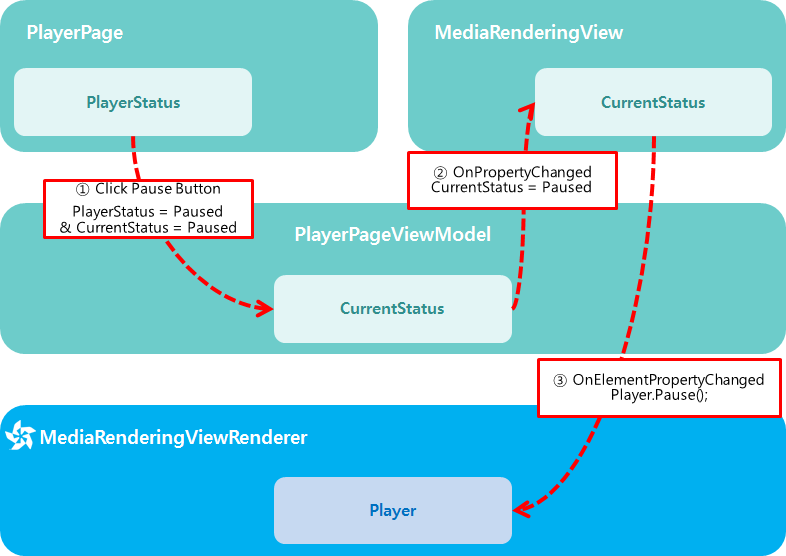 PlayerPage
MediaRenderingView
PlayerStatus
CurrentStatus
① Click Pause Button
PlayerStatus = Paused
& CurrentStatus = Paused
② OnPropertyChanged
CurrentStatus = Paused
PlayerPageViewModel
CurrentStatus
③ OnElementPropertyChanged
Player.Pause();
MediaRenderingViewRenderer
Player